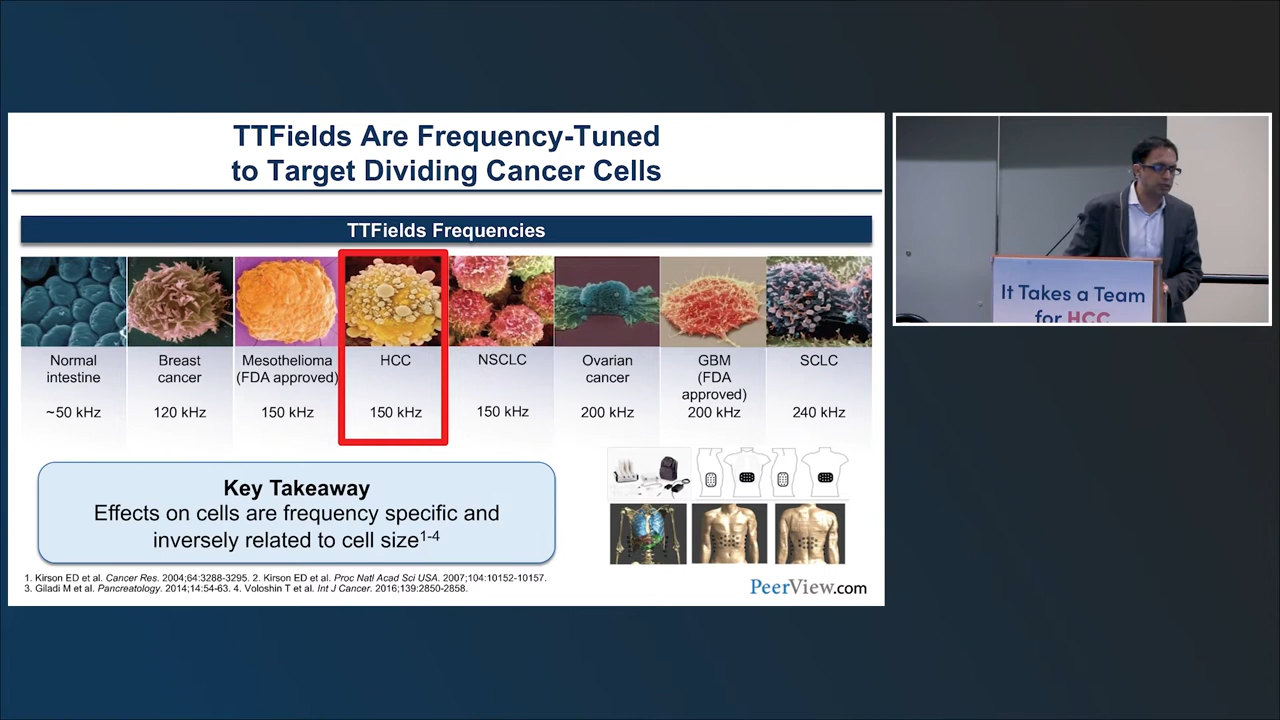 TTFields Are Frequency-Tuned
to Target Dividing Cancer Cells
TTFields Frequencies
Normal
intestine
~50 kHz
Breast
cancer
120 kHz
Mesothelioma
(FDA approved)
150 kHz
HCC
150 kHz
NSCLC
150 kHz
Ovarian
cancer
200 kHz
GBM
(FDA
approved)
200 kHz
SCLC
240 kHz
Key Takeaway
Effects on cells are frequency specific and
inversely related to cell size1-4
1. Kirson ED et al. Cancer Res. 2004;64:3288-3295. 2. Kirson ED et al. Proc Natl Acad Sci USA. 2007;104:10152-10157.
3. Giladi M et al. Pancreatology. 2014;14:54-63. 4. Voloshin T et al. Int J Cancer. 2016;139:2850-2858.
PeerView.com
It Takes a Team
for HCC